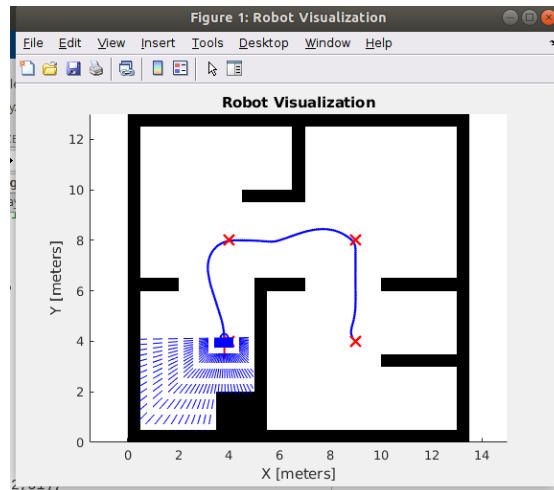 Figure 1: Robot Visualization
File Edit View Insert Tools Desktop Window Help
Robot Visualization
12
10
8
6
4
2
0
Y [meters]
0 2 4 6 8 10 12 14
X [meters]